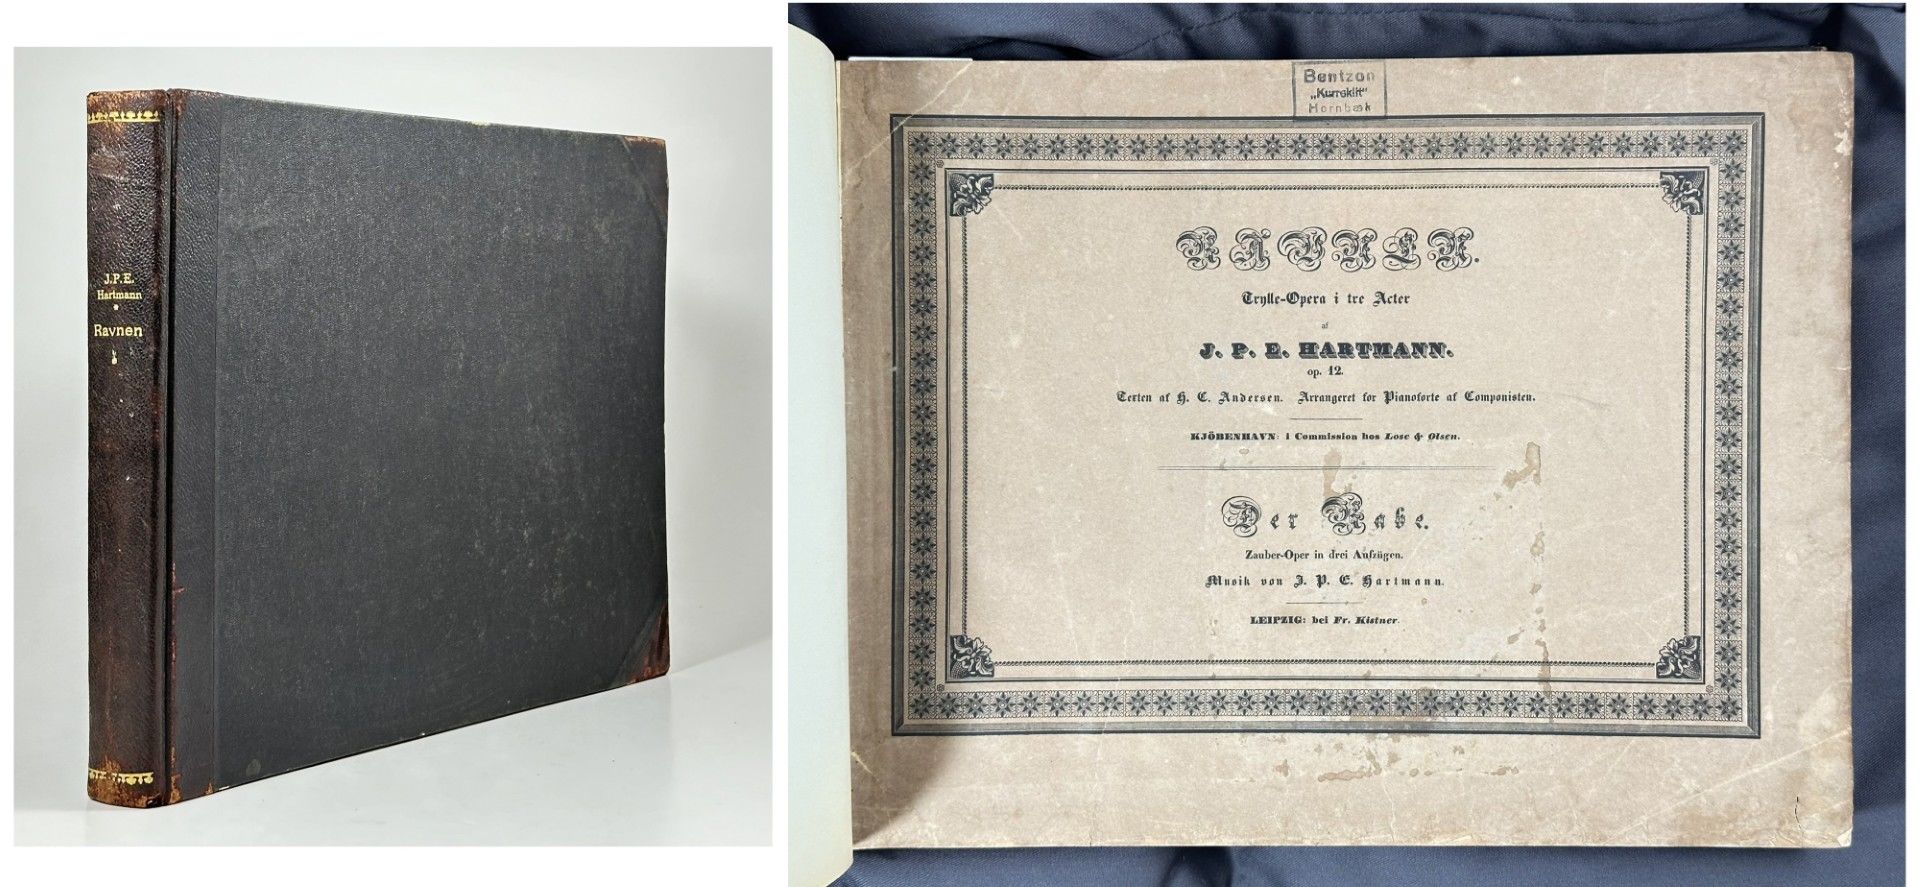 J.P.E.
Hartmann
Ravnen
Bentzon
„Kurreklit“
Hornbæk
RAVNEN.
Trylle-Opera i tre Acter
af
J. P. E. HARTMANN.
op. 12.
Texten af H. C. Andersen. Arrangeret for Pianoforte af Componisten.
KJÖBENHAVN: i Commission hos Lose & Olsen.
Der Rabe.
Zauber-Oper in drei Aufzügen.
Musik von J. P. E. Hartmann.
LEIPZIG: bei Fr. Kistner.